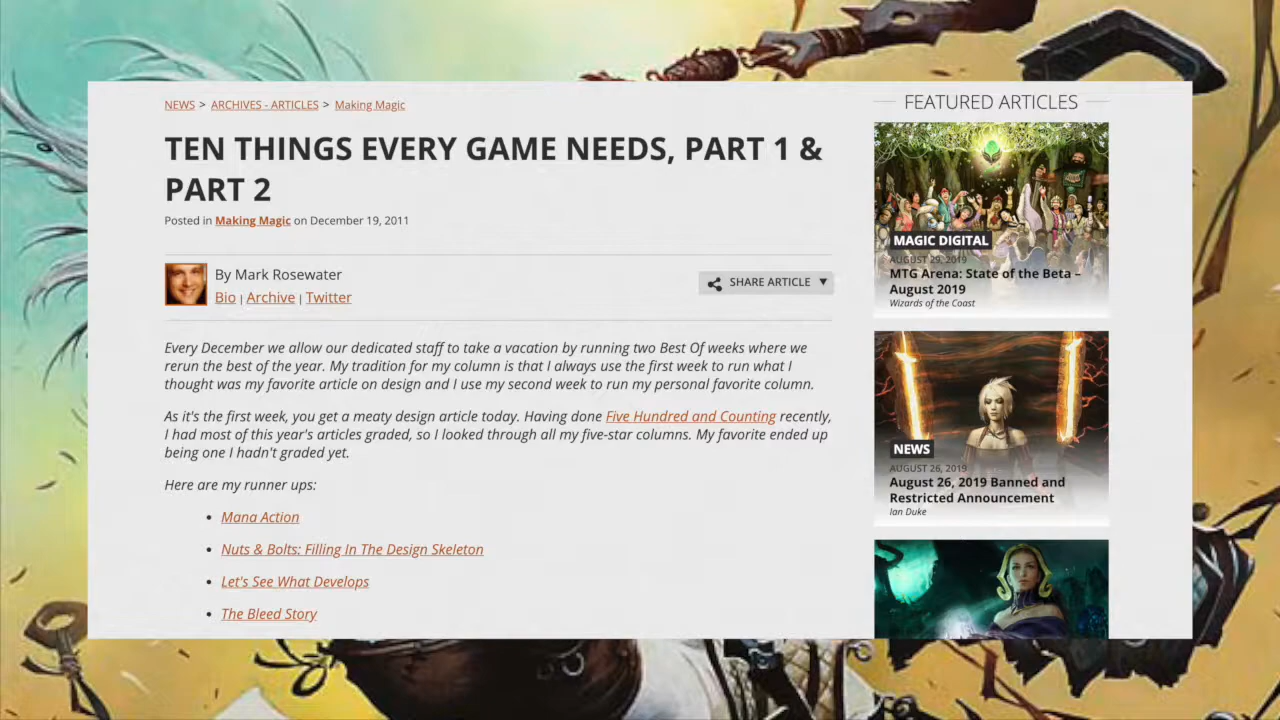 NEWS > ARCHIVES - ARTICLES > Making Magic
TEN THINGS EVERY GAME NEEDS, PART 1 &
PART 2
Posted in Making Magic on December 19, 2011
By Mark Rosewater
Bio | Archive | Twitter
SHARE ARTICLE ▼
Every December we allow our dedicated staff to take a vacation by running two Best Of weeks where we
rerun the best of the year. My tradition for my column is that I always use the first week to run what I
thought was my favorite article on design and I use my second week to run my personal favorite column.
As it's the first week, you get a meaty design article today. Having done Five Hundred and Counting recently,
I had most of this year's articles graded, so I looked through all my five-star columns. My favorite ended up
being one I hadn't graded yet.
Here are my runner ups:
• Mana Action
• Nuts & Bolts: Filling In The Design Skeleton
• Let's See What Develops
• The Bleed Story
FEATURED ARTICLES
MAGIC DIGITAL
AUGUST 29, 2019
MTG Arena: State of the Beta –
August 2019
Wizards of the Coast
NEWS
AUGUST 26, 2019
August 26, 2019 Banned and
Restricted Announcement
Ian Duke